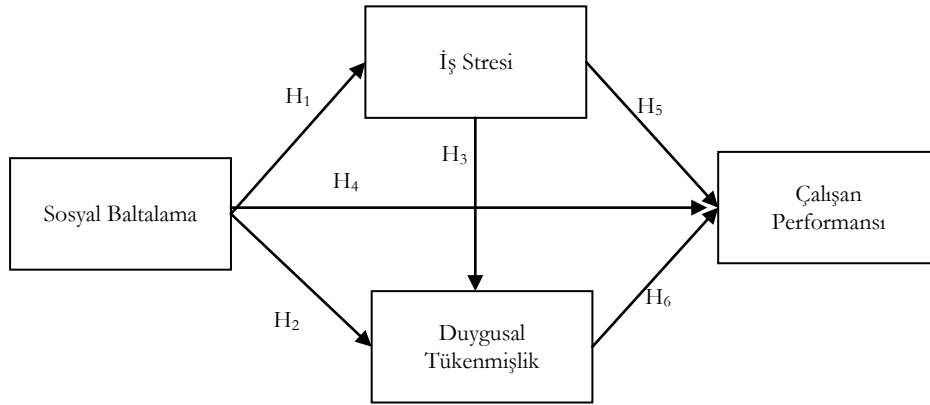 İş Stresi
H1
H5
H3
H4
Sosyal Baltalama
Çalışan
Performansı
H2
H6
Duygusal
Tükenmişlik